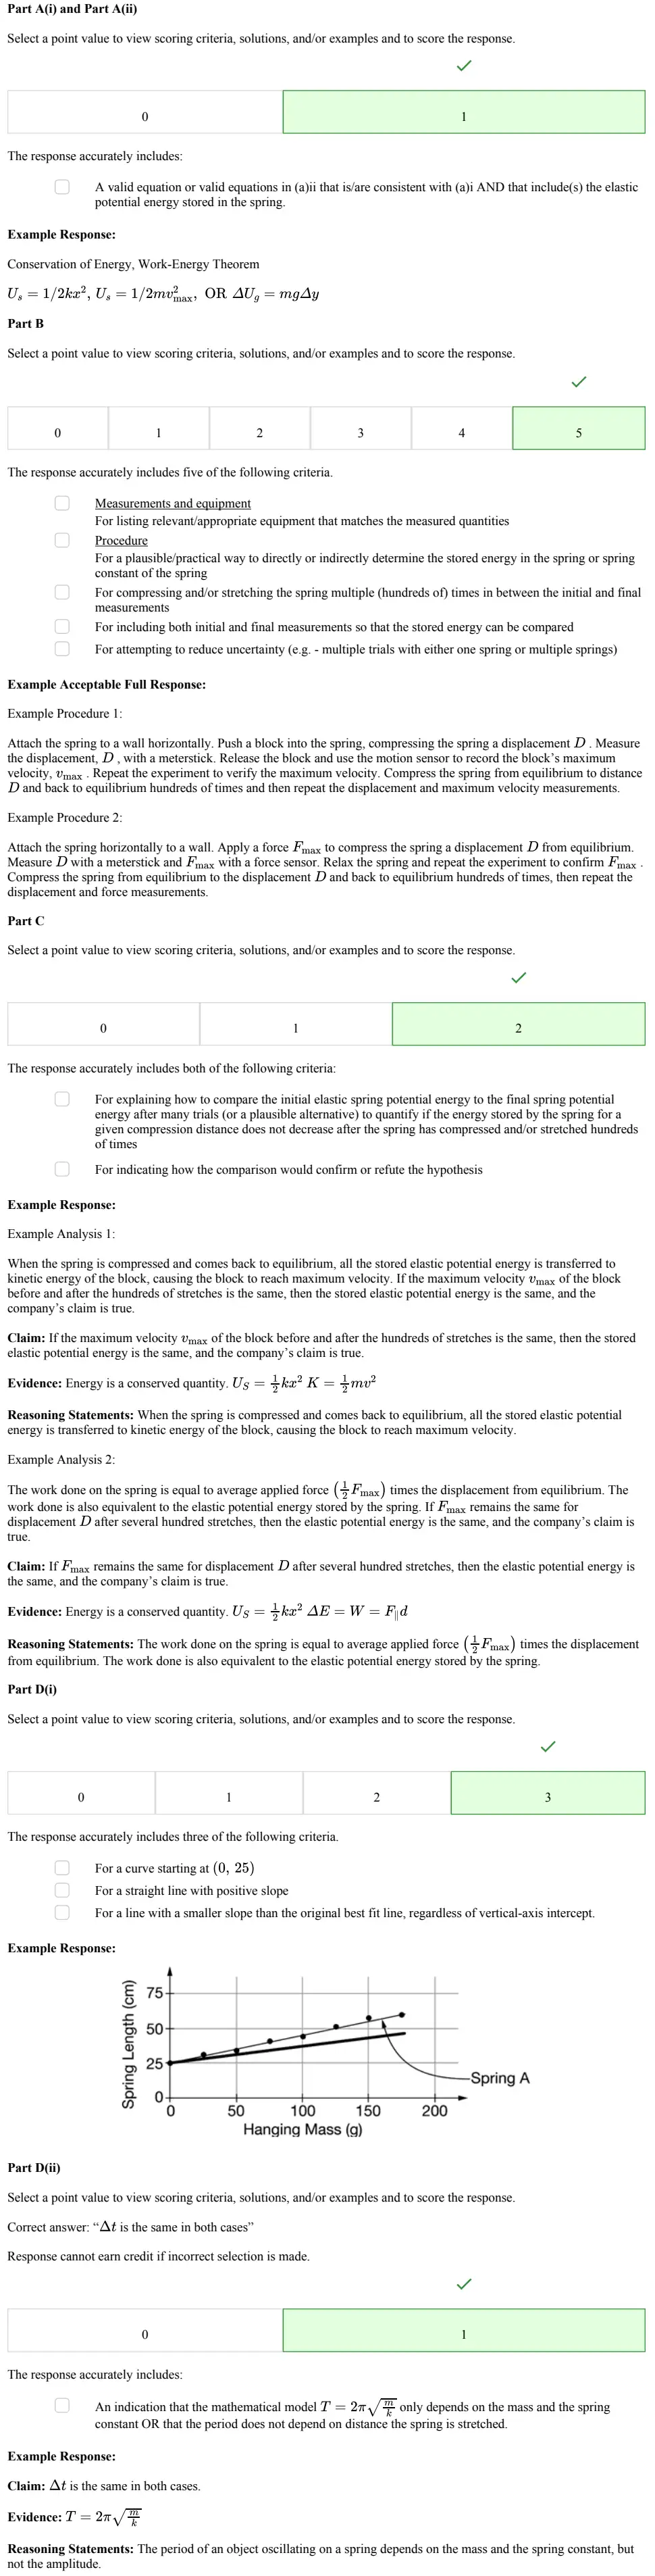 Part A(i) and Part A(ii)
Select a point value to view scoring criteria, solutions, and/or examples and to score the response.
0
1
The response accurately includes:
A valid equation or valid equations in (a)ii that is/are consistent with (a)i AND that include(s) the elastic
potential energy stored in the spring.
Example Response:
Conservation of Energy, Work-Energy Theorem
U_s = 1/2kx², U_s = 1/2mv²_max, OR ΔU_g = mgΔy
Part B
Select a point value to view scoring criteria, solutions, and/or examples and to score the response.
0
1
2
3
4
5
The response accurately includes five of the following criteria.
Measurements and equipment
For listing relevant/appropriate equipment that matches the measured quantities
Procedure
For a plausible/practical way to directly or indirectly determine the stored energy in the spring or spring
constant of the spring
For compressing and/or stretching the spring multiple (hundreds of) times in between the initial and final
measurements
For including both initial and final measurements so that the stored energy can be compared
For attempting to reduce uncertainty (e.g. - multiple trials with either one spring or multiple springs)
Example Acceptable Full Response:
Example Procedure 1:
Attach the spring to a wall horizontally. Push a block into the spring, compressing the spring a displacement D . Measure
the displacement, D , with a meterstick. Release the block and use the motion sensor to record the block's maximum
velocity, v_max . Repeat the experiment to verify the maximum velocity. Compress the spring from equilibrium to distance
D and back to equilibrium hundreds of times and then repeat the displacement and maximum velocity measurements.
Example Procedure 2:
Attach the spring horizontally to a wall. Apply a force F_max to compress the spring a displacement D from equilibrium.
Measure D with a meterstick and F_max with a force sensor. Relax the spring and repeat the experiment to confirm F_max .
Compress the spring from equilibrium to the displacement D and back to equilibrium hundreds of times, then repeat the
displacement and force measurements.
Part C
Select a point value to view scoring criteria, solutions, and/or examples and to score the response.
0
1
2
The response accurately includes both of the following criteria:
For explaining how to compare the initial elastic spring potential energy to the final spring potential
energy after many trials (or a plausible alternative) to quantify if the energy stored by the spring for a
given compression distance does not decrease after the spring has compressed and/or stretched hundreds
of times
For indicating how the comparison would confirm or refute the hypothesis
Example Response:
Example Analysis 1:
When the spring is compressed and comes back to equilibrium, all the stored elastic potential energy is transferred to
kinetic energy of the block, causing the block to reach maximum velocity. If the maximum velocity v_max of the block
before and after the hundreds of stretches is the same, then the stored elastic potential energy is the same, and the
company's claim is true.
Claim: If the maximum velocity v_max of the block before and after the hundreds of stretches is the same, then the stored
elastic potential energy is the same, and the company's claim is true.
Evidence: Energy is a conserved quantity. U_S = ½kx² K = ½mv²
Reasoning Statements: When the spring is compressed and comes back to equilibrium, all the stored elastic potential
energy is transferred to kinetic energy of the block, causing the block to reach maximum velocity.
Example Analysis 2:
The work done on the spring is equal to average applied force (½F_max) times the displacement from equilibrium. The
work done is also equivalent to the elastic potential energy stored by the spring. If F_max remains the same for
displacement D after several hundred stretches, then the elastic potential energy is the same, and the company's claim is
true.
Claim: If F_max remains the same for displacement D after several hundred stretches, then the elastic potential energy is
the same, and the company's claim is true.
Evidence: Energy is a conserved quantity. U_S = ½kx² ΔE = W = F_∥d
Reasoning Statements: The work done on the spring is equal to average applied force (½F_max) times the displacement
from equilibrium. The work done is also equivalent to the elastic potential energy stored by the spring.
Part D(i)
Select a point value to view scoring criteria, solutions, and/or examples and to score the response.
0
1
2
3
The response accurately includes three of the following criteria.
For a curve starting at (0, 25)
For a straight line with positive slope
For a line with a smaller slope than the original best fit line, regardless of vertical-axis intercept.
Example Response:
Spring Length (cm)
75
50
25
0
Spring A
0
50
100
150
200
Hanging Mass (g)
Part D(ii)
Select a point value to view scoring criteria, solutions, and/or examples and to score the response.
Correct answer: "Δt is the same in both cases"
Response cannot earn credit if incorrect selection is made.
0
1
The response accurately includes:
An indication that the mathematical model T = 2π√(m/k) only depends on the mass and the spring
constant OR that the period does not depend on distance the spring is stretched.
Example Response:
Claim: Δt is the same in both cases.
Evidence: T = 2π√(m/k)
Reasoning Statements: The period of an object oscillating on a spring depends on the mass and the spring constant, but
not the amplitude.